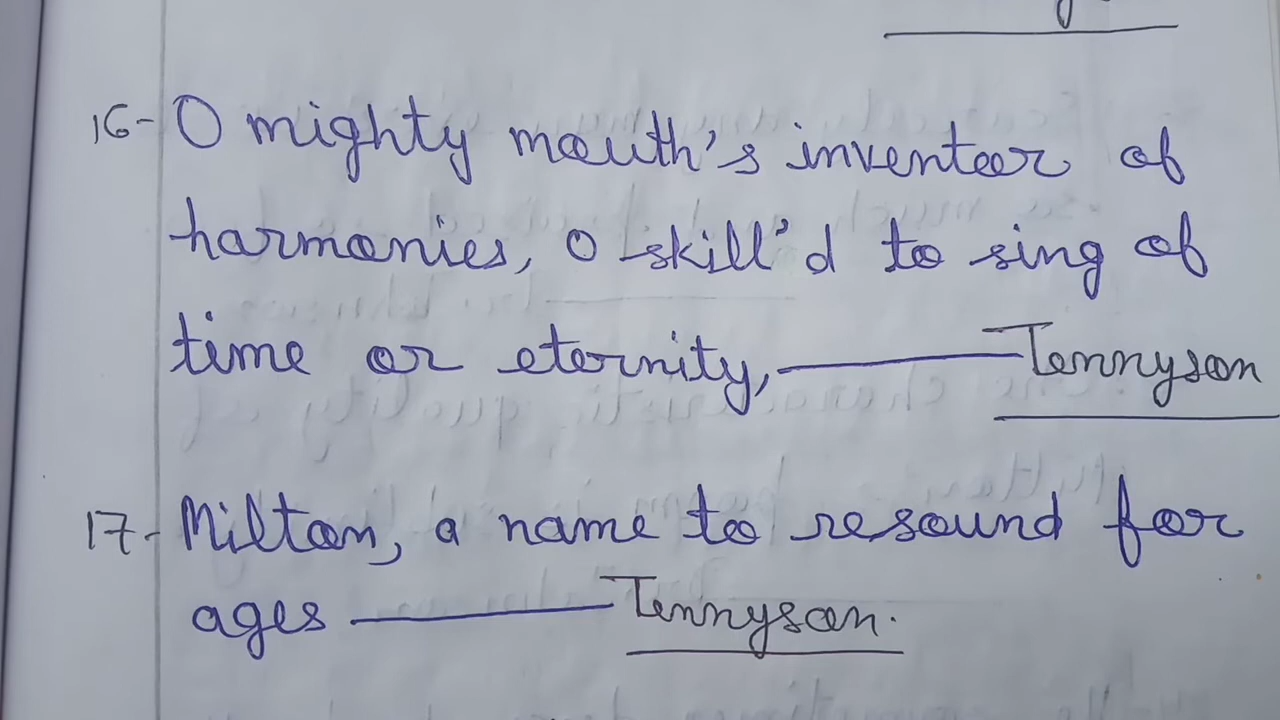 16- O mighty mouth's inventor of
harmonies, O skill'd to sing of
time or eternity, — Tennyson
17- Milton, a name to resound for
ages — Tennyson.